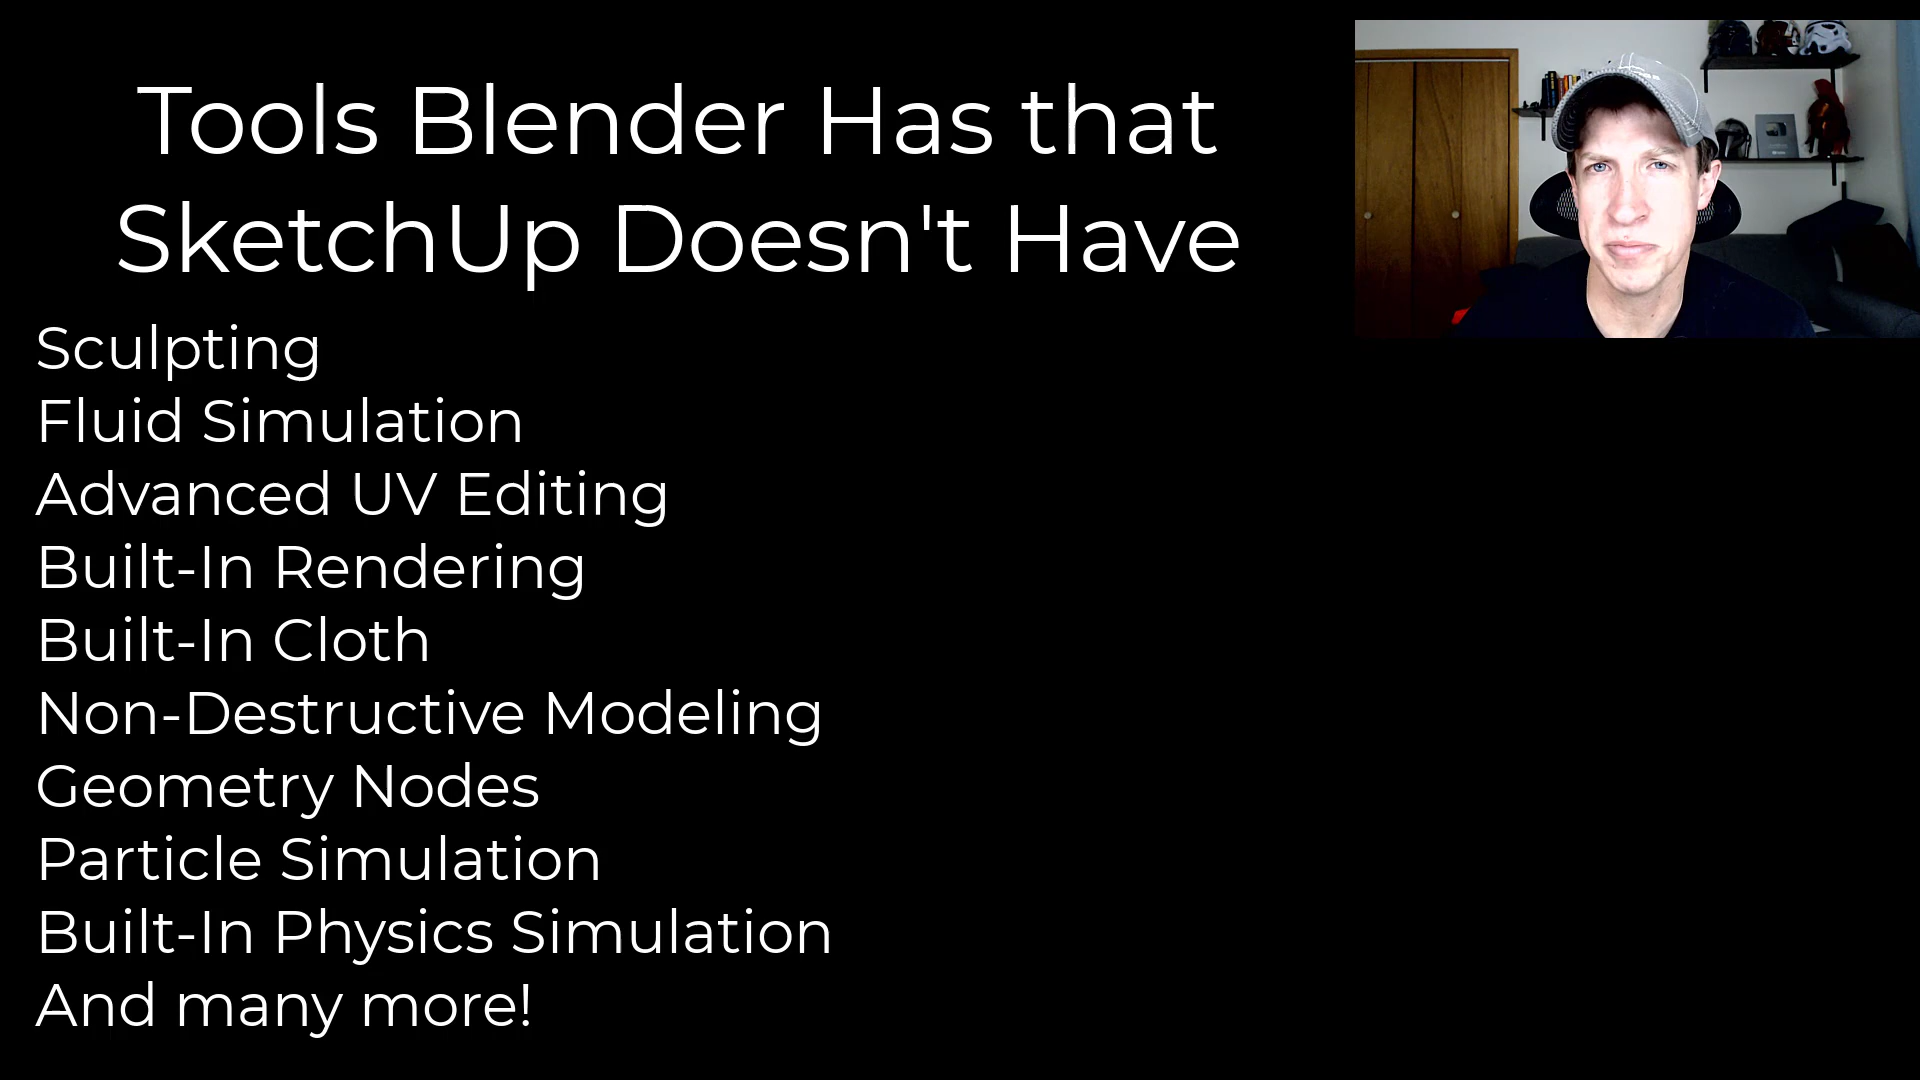 Tools Blender Has that
SketchUp Doesn't Have
Sculpting
Fluid Simulation
Advanced UV Editing
Built-In Rendering
Built-In Cloth
Non-Destructive Modeling
Geometry Nodes
Particle Simulation
Built-In Physics Simulation
And many more!